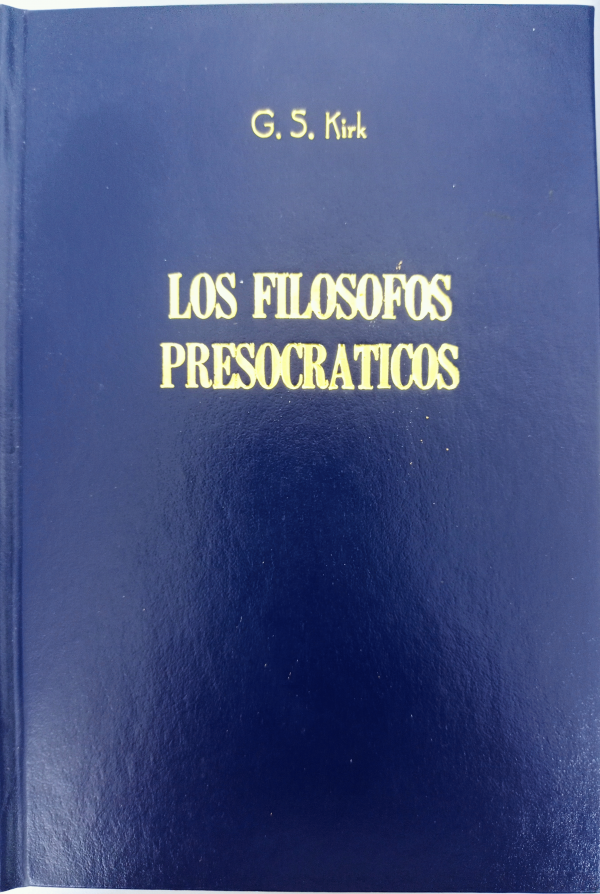 G. S. Kirk
LOS FILOSOFOS
PRESOCRATICOS